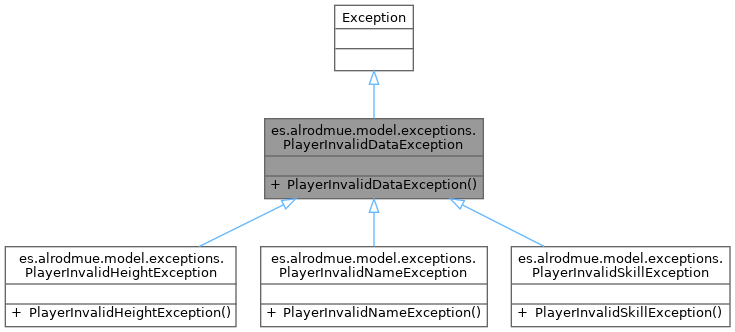 Exception
es.alrodmue.model.exceptions.
PlayerInvalidDataException
+ PlayerInvalidDataException()
es.alrodmue.model.exceptions.
PlayerInvalidHeightException
+ PlayerInvalidHeightException()
es.alrodmue.model.exceptions.
PlayerInvalidNameException
+ PlayerInvalidNameException()
es.alrodmue.model.exceptions.
PlayerInvalidSkillException
+ PlayerInvalidSkillException()